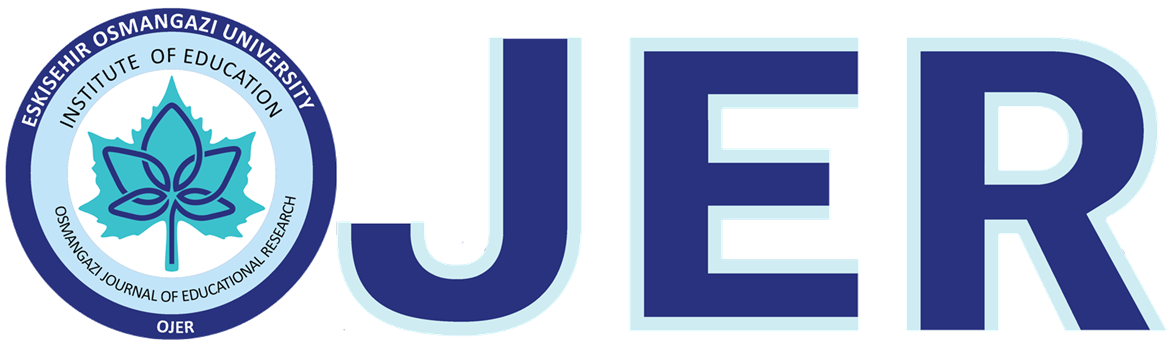 ESKISEHIR OSMANGAZI UNIVERSITY
INSTITUTE OF EDUCATION
OSMANGAZI JOURNAL OF EDUCATIONAL RESEARCH
OJER
JER